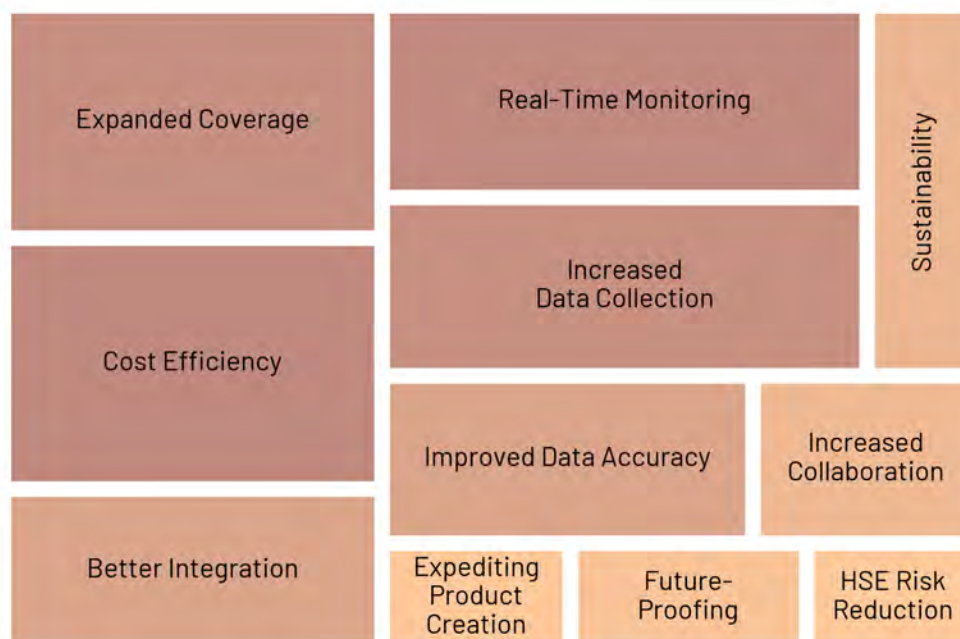 Expanded Coverage
Real-Time Monitoring
Sustainability
Increased
Data Collection
Cost Efficiency
Improved Data Accuracy
Increased
Collaboration
Better Integration
Expediting
Product
Creation
Future-
Proofing
HSE Risk
Reduction